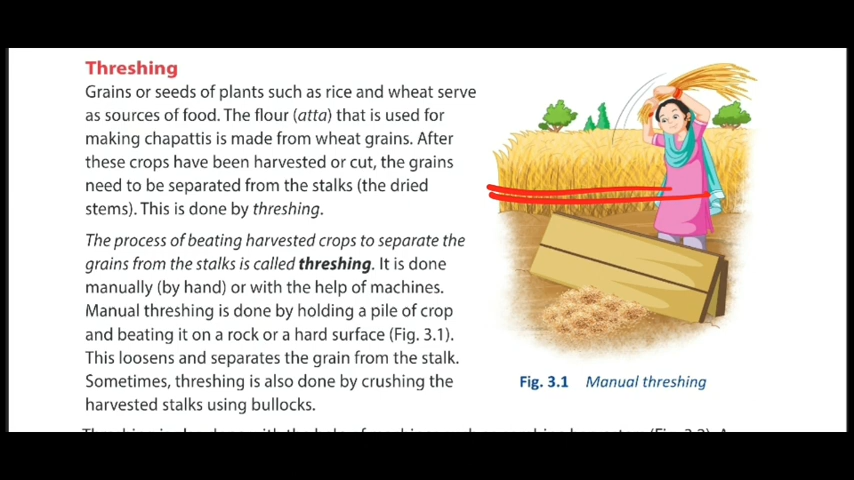 Threshing
Grains or seeds of plants such as rice and wheat serve
as sources of food. The flour (atta) that is used for
making chapattis is made from wheat grains. After
these crops have been harvested or cut, the grains
need to be separated from the stalks (the dried
stems). This is done by threshing.
The process of beating harvested crops to separate the
grains from the stalks is called threshing. It is done
manually (by hand) or with the help of machines.
Manual threshing is done by holding a pile of crop
and beating it on a rock or a hard surface (Fig. 3.1).
This loosens and separates the grain from the stalk.
Sometimes, threshing is also done by crushing the
harvested stalks using bullocks.
Fig. 3.1 Manual threshing